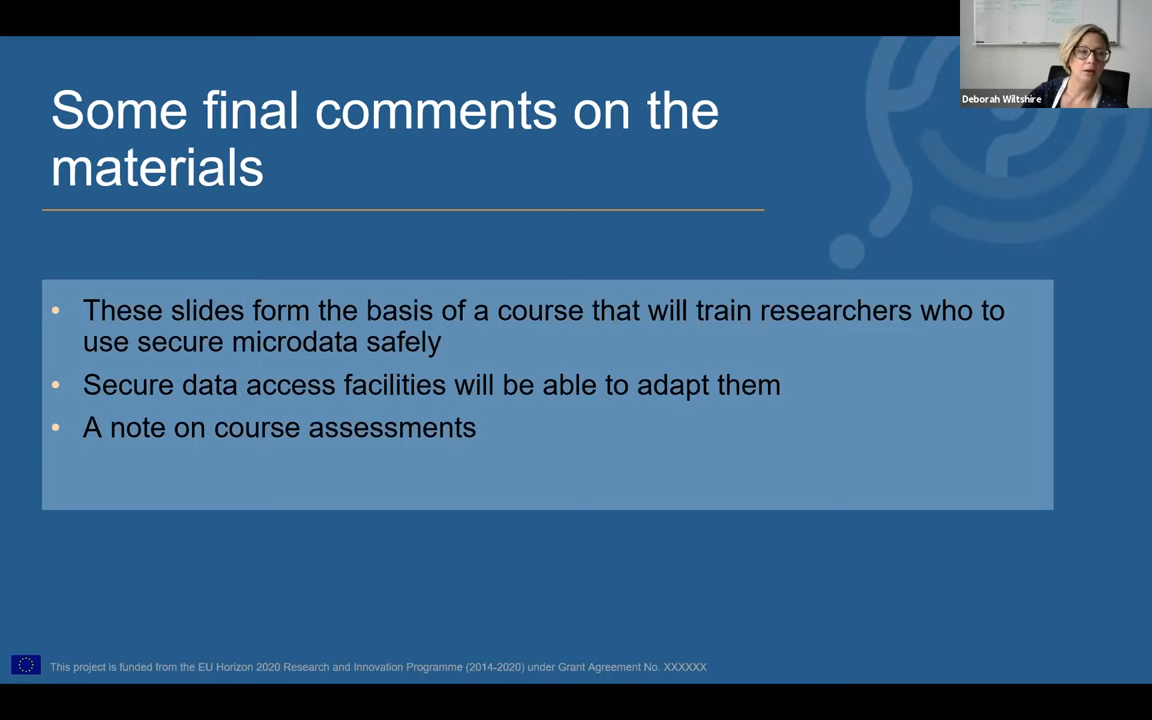 Some final comments on the
materials
Deborah Wiltshire
• These slides form the basis of a course that will train researchers who to
use secure microdata safely
• Secure data access facilities will be able to adapt them
• A note on course assessments
This project is funded from the EU Horizon 2020 Research and Innovation Programme (2014-2020) under Grant Agreement No. XXXXXX